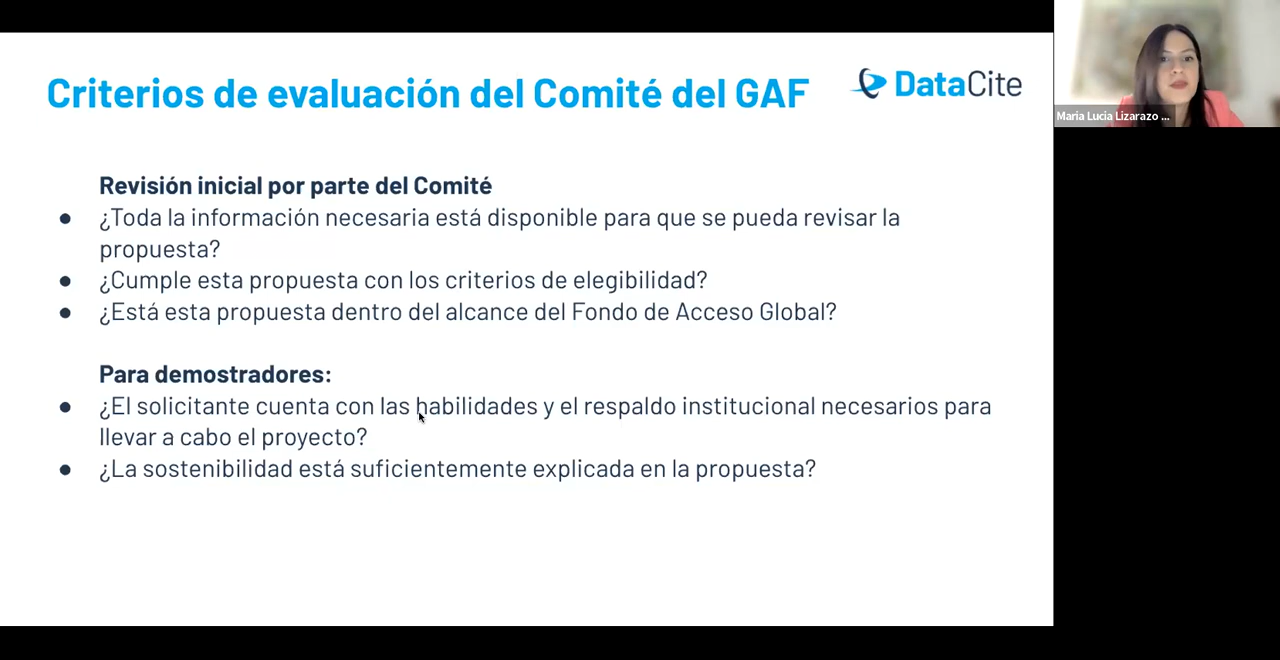 Criterios de evaluación del Comité del GAF
DataCite
Maria Lucia Lizarazo ...
Revisión inicial por parte del Comité
● ¿Toda la información necesaria está disponible para que se pueda revisar la
propuesta?
● ¿Cumple esta propuesta con los criterios de elegibilidad?
● ¿Está esta propuesta dentro del alcance del Fondo de Acceso Global?
Para demostradores:
● ¿El solicitante cuenta con las habilidades y el respaldo institucional necesarios para
llevar a cabo el proyecto?
● ¿La sostenibilidad está suficientemente explicada en la propuesta?